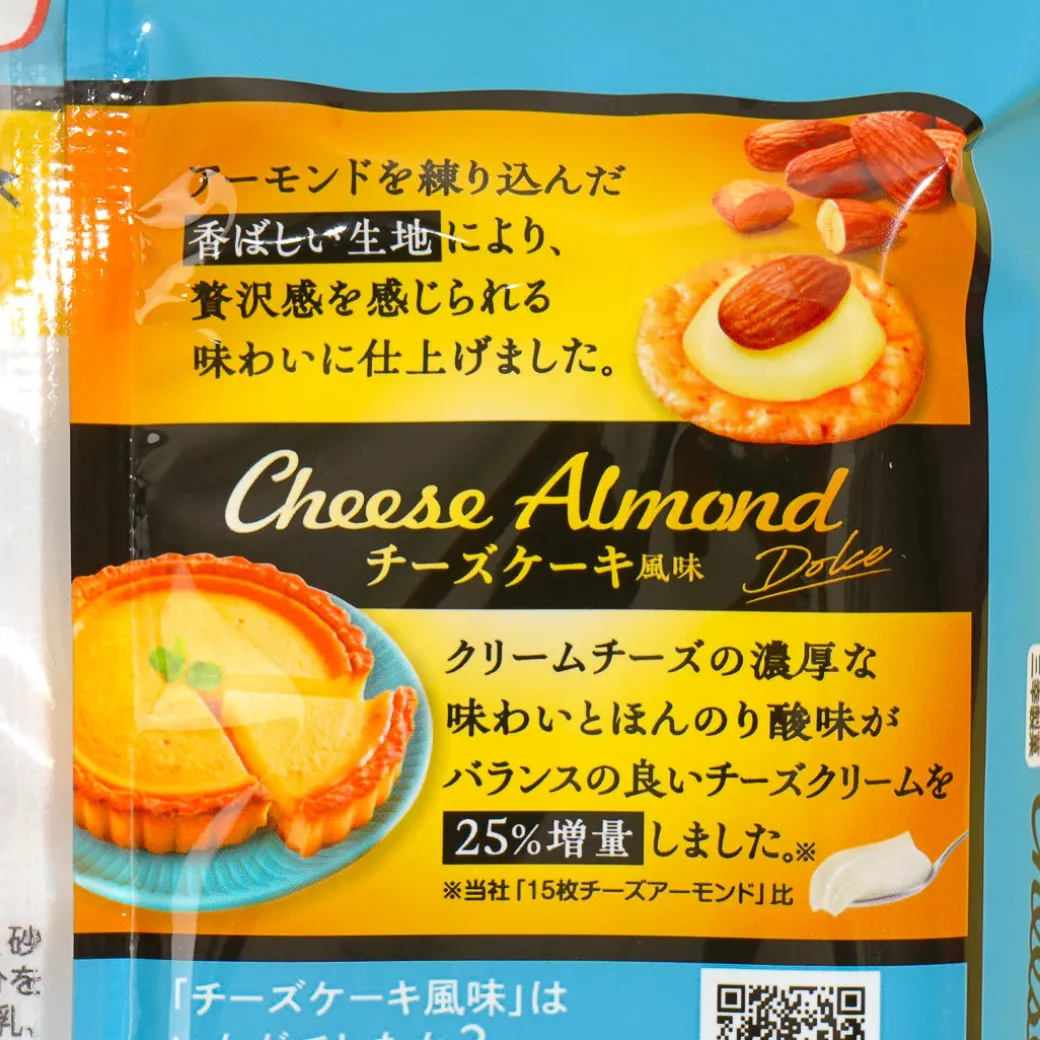 アーモンドを練り込んだ
香ばしい生地により、
贅沢感を感じられる
味わいに仕上げました。
Cheese Almond
チーズケーキ風味 Dolce
クリームチーズの濃厚な
味わいとほんのり酸味が
バランスの良いチーズクリームを
25%増量しました。※
※当社「15枚チーズアーモンド」比
「チーズケーキ風味」は
砂
分を
乳、